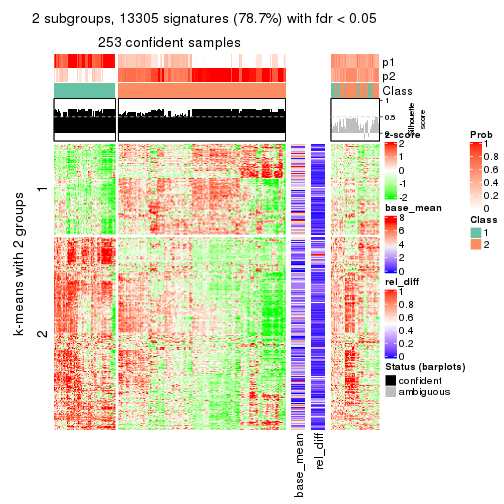 2 subgroups, 13305 signatures (78.7%) with fdr < 0.05
253 confident samples
p1
p2
Class
1
0.5
0
Silhouette
score
k-means with 2 groups
1
2
base_mean
rel_diff
z-score
2
1
0
-1
-2
base_mean
8
6
4
2
0
rel_diff
1
0.8
0.6
0.4
0.2
0
Status (barplots)
confident
ambiguous
Prob
1
0.8
0.6
0.4
0.2
0
Class
1
2